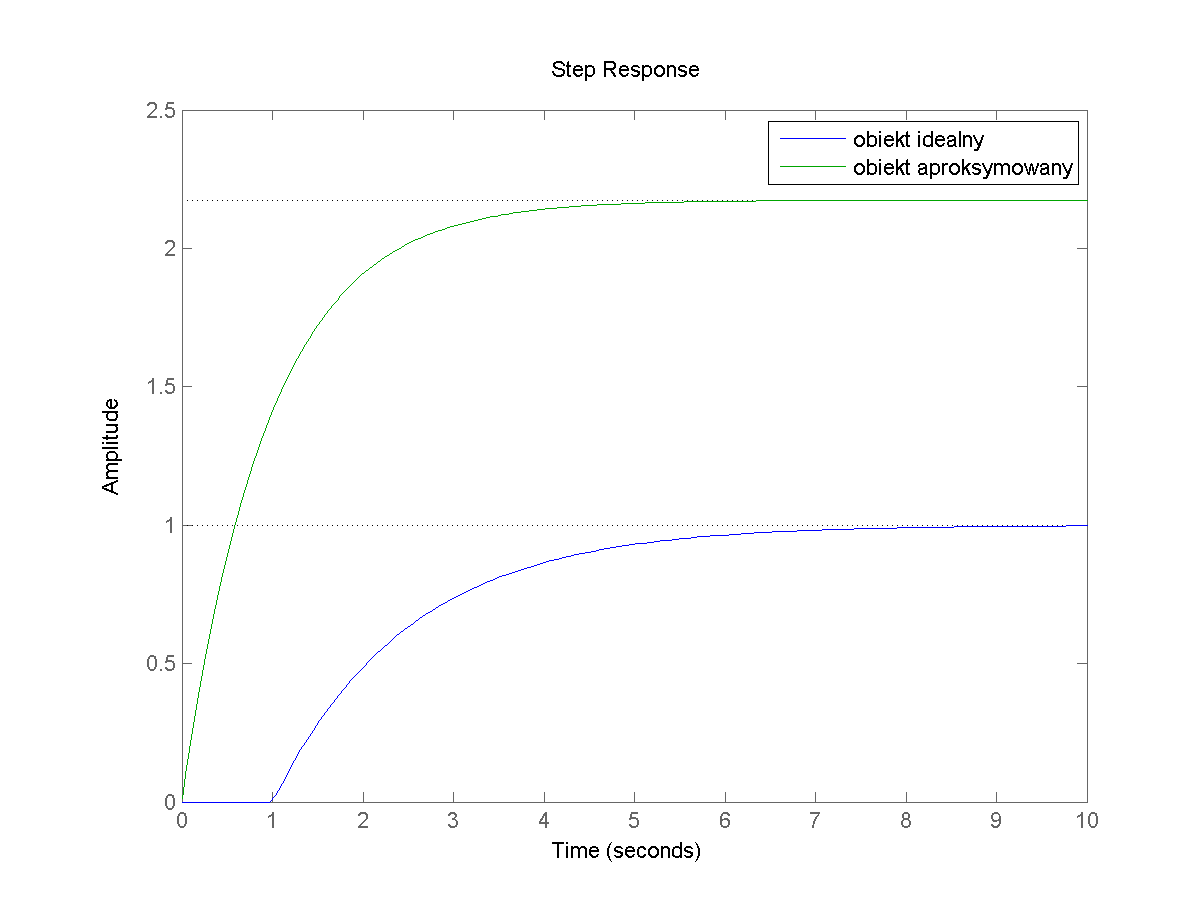 Step Response
obiekt idealny
obiekt aproksymowany
2.5
2
1.5
1
0.5
0
Amplitude
0 1 2 3 4 5 6 7 8 9 10
Time (seconds)